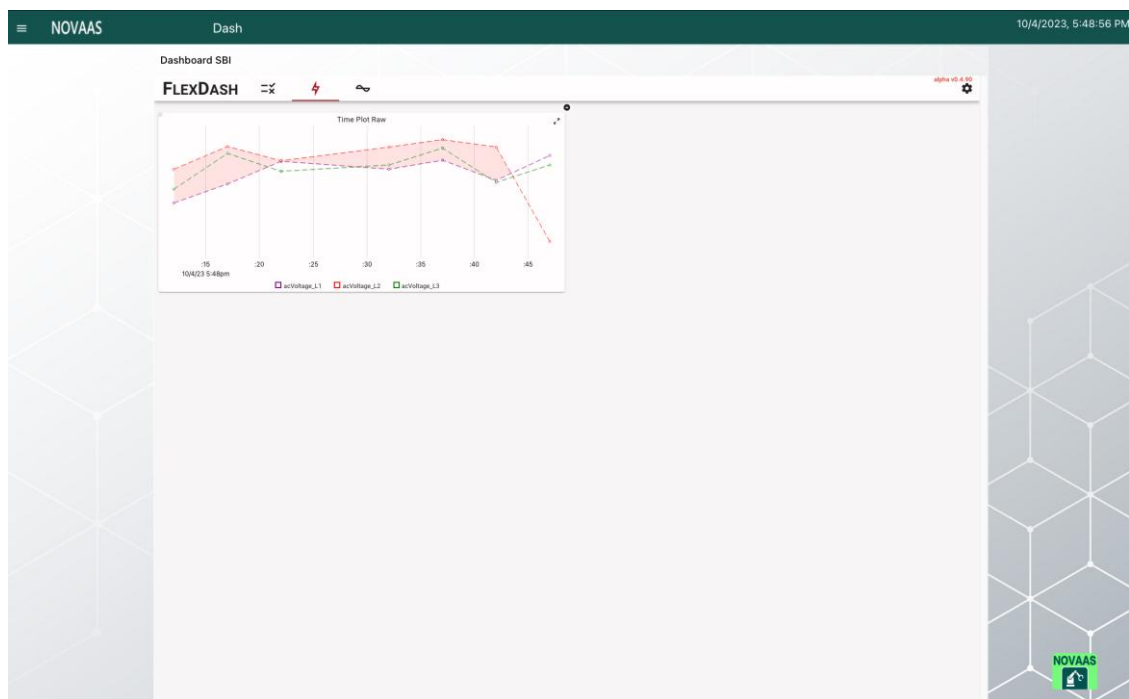 NOVAAS Dash 10/4/2023, 5:48:56 PM
Dashboard SBI
FLEXDASH alpha v0.4.90
Time Plot Raw
:15 :20 :25 :30 :35 :40 :45
10/4/23 5:48pm
acVoltage_L1 acVoltage_L2 acVoltage_L3
NOVAAS